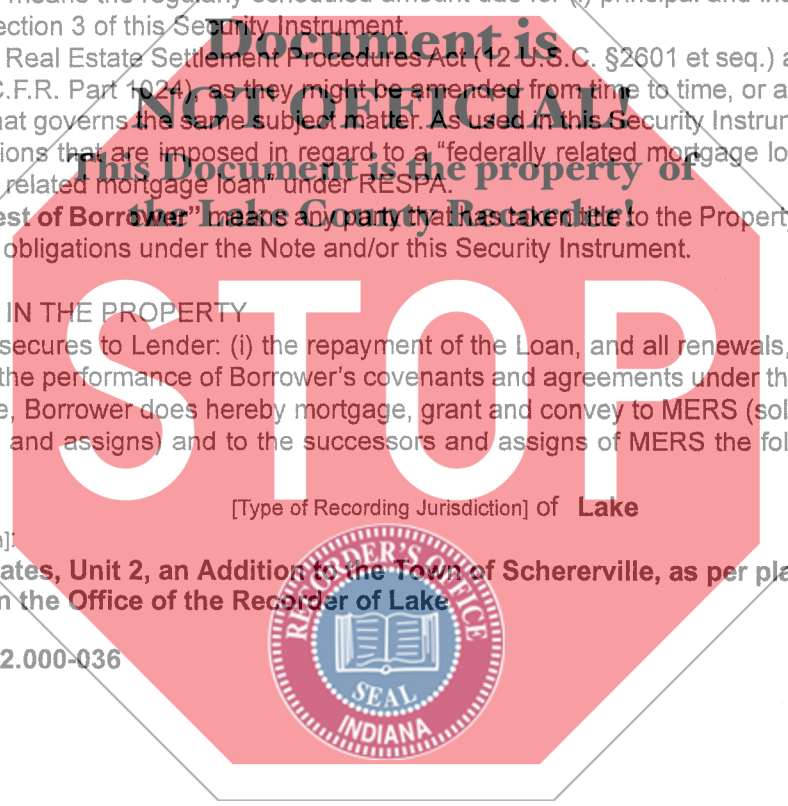 means the regularly scheduled amount due for (i) principal and
ection 3 of this Security Instrument.
Document is
Real Estate Settlement Procedures Act (12 U.S.C. §2601 et seq.) a
C.F.R. Part 1024), as they might be amended from time to time, or a
NOT OFFICIAL!
hat governs the same subject matter. As used in this Security Instrum
tions that are imposed in regard to a “federally related mortgage lo
This Document is the property of
related mortgage loan” under RESPA.
est of Borrower” means any party that has taken title to the Property
the Lake County Recorder!
obligations under the Note and/or this Security Instrument.
STOP
IN THE PROPERTY
secures to Lender: (i) the repayment of the Loan, and all renewals,
the performance of Borrower’s covenants and agreements under th
e, Borrower does hereby mortgage, grant and convey to MERS (sol
and assigns) and to the successors and assigns of MERS the fol
[Type of Recording Jurisdiction] of Lake
n]:
ates, Unit 2, an Addition to the Town of Schererville, as per pla
n the Office of the Recorder of Lake
2.000-036
RECORDER'S OFFICE
SEAL
INDIANA